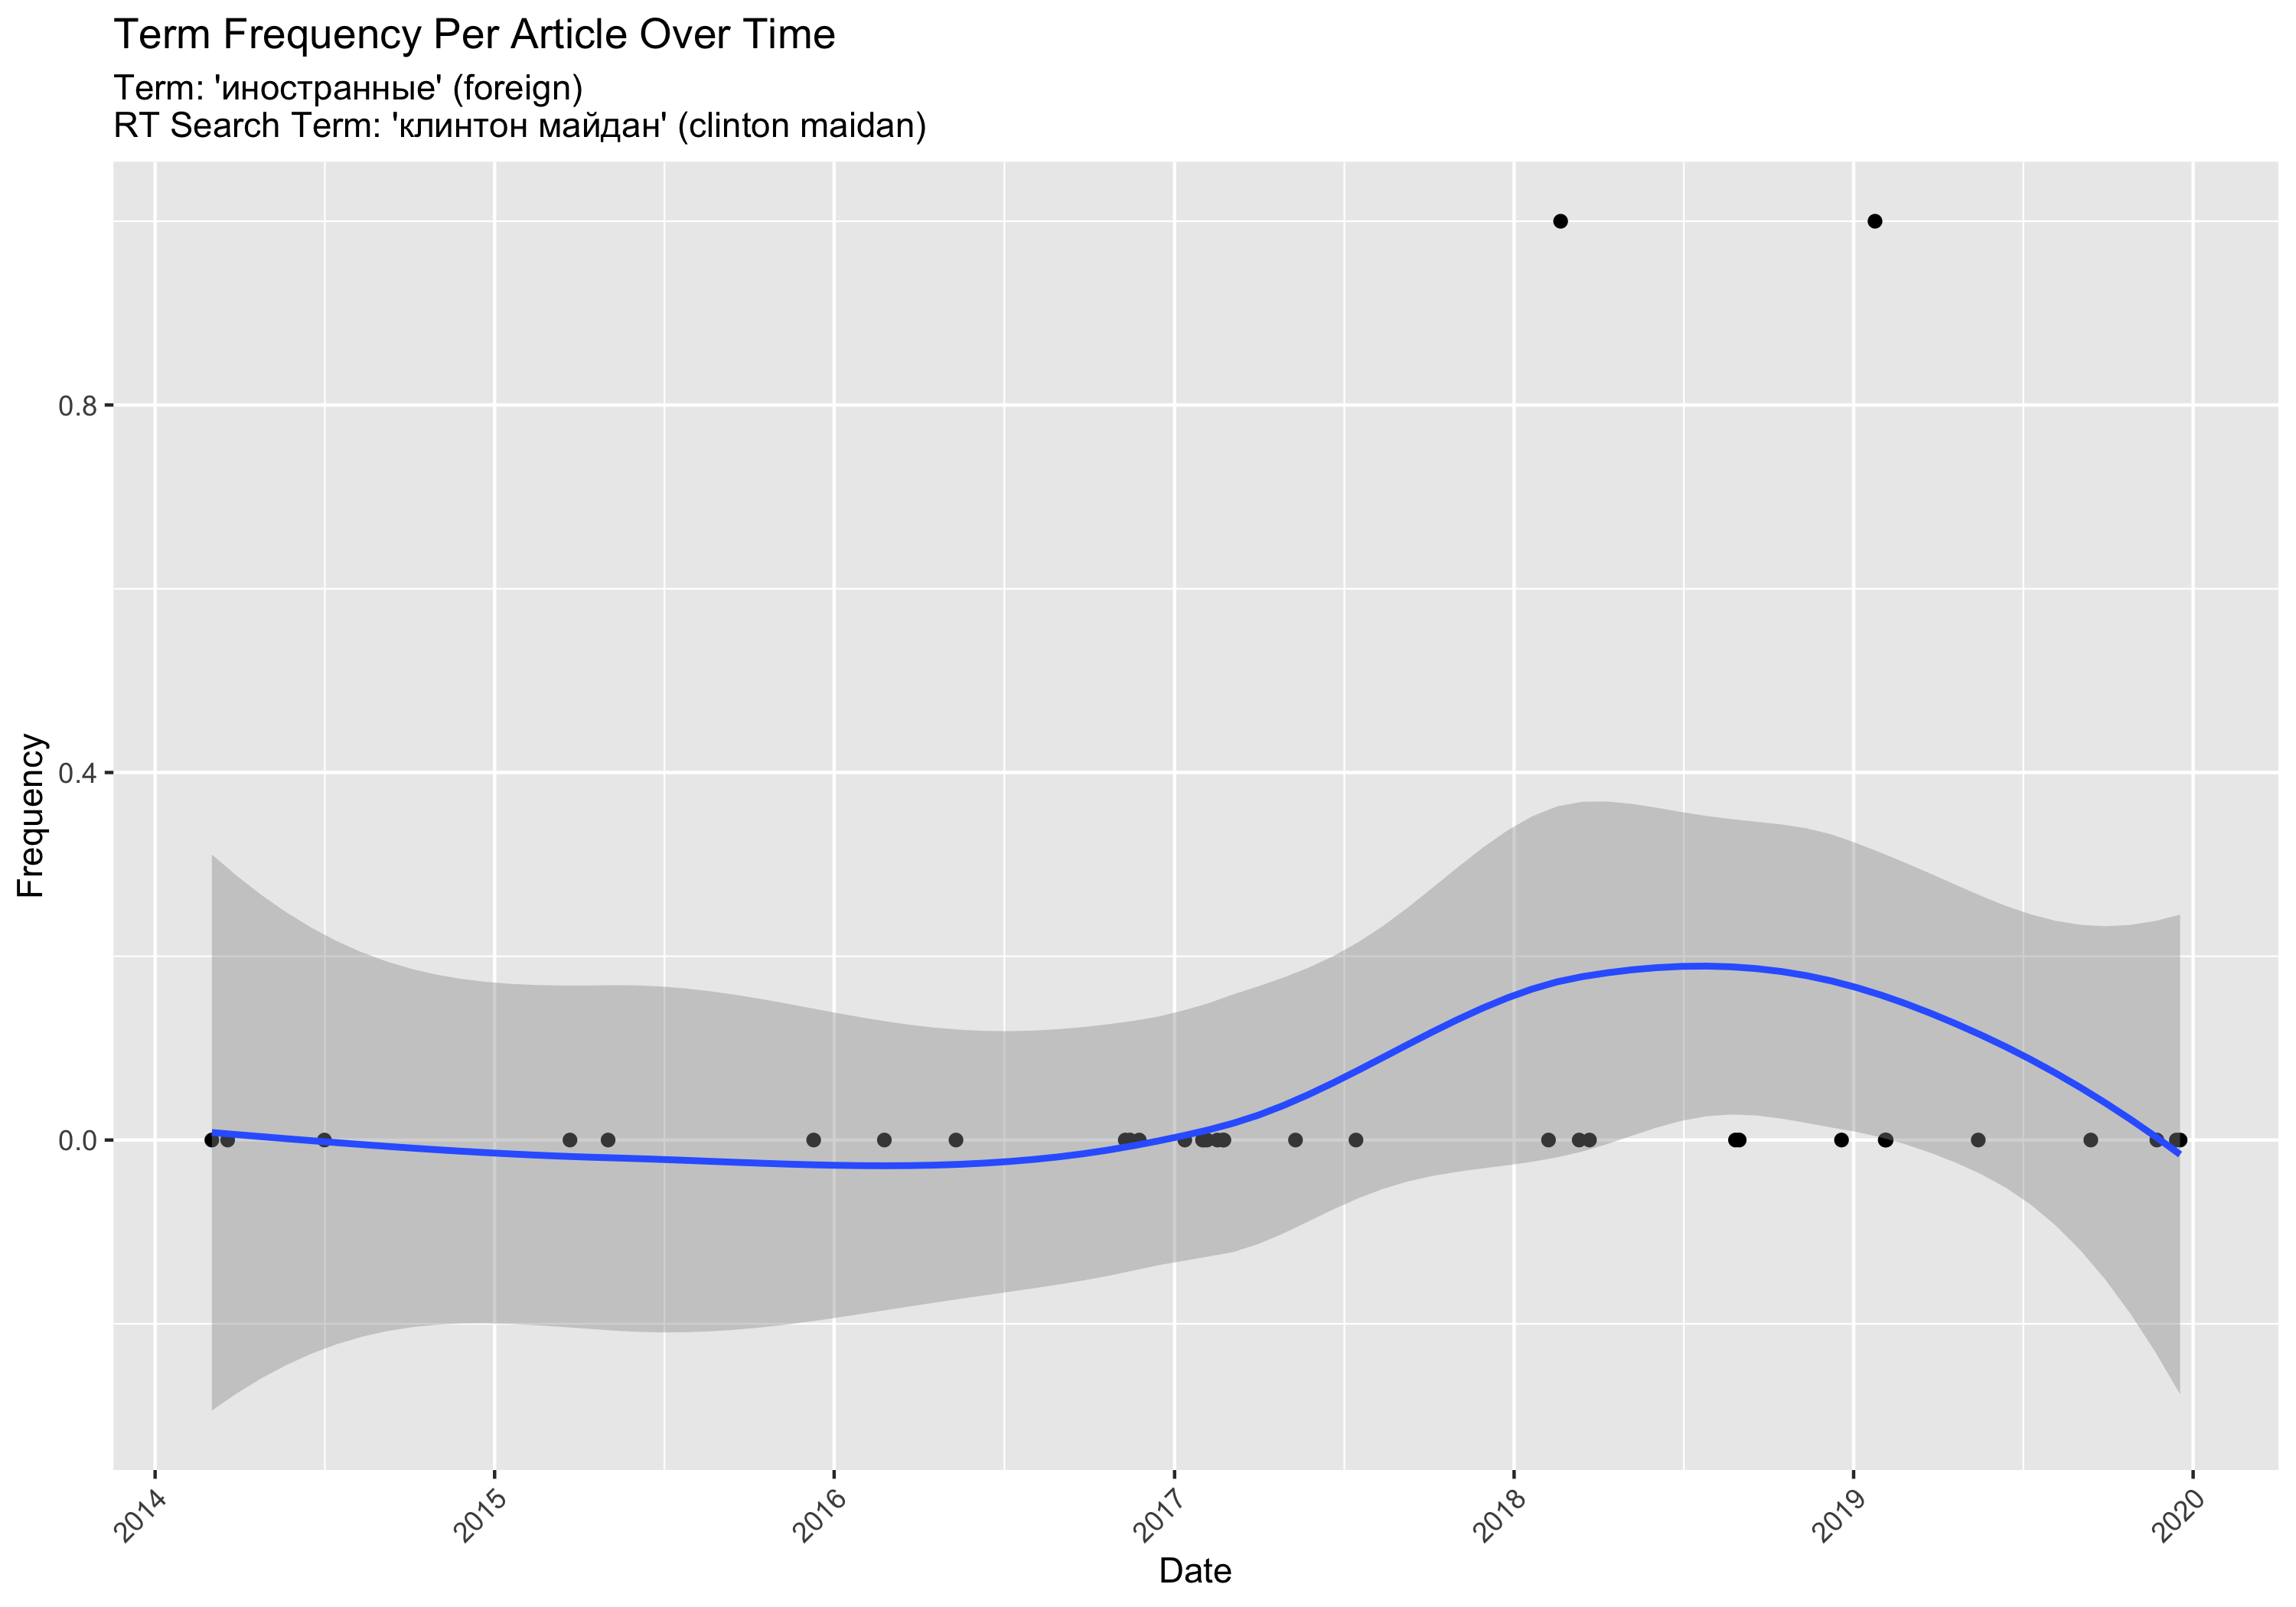 Term Frequency Per Article Over Time
Term: 'иностранные' (foreign)
RT Search Term: 'клинтон майдан' (clinton maidan)
Frequency
0.8
0.4
0.0
2014
2015
2016
2017
2018
2019
2020
Date